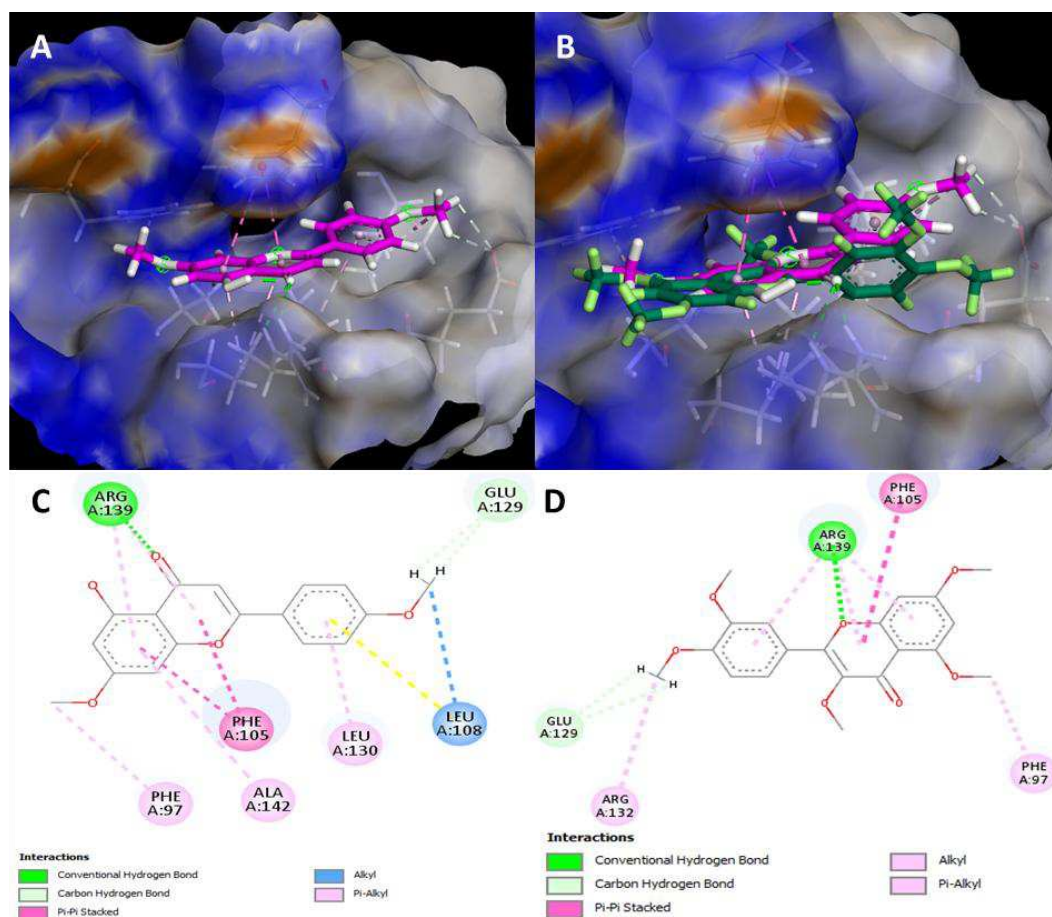 A
B
C
ARG
A:139
GLU
A:129
O
O
O
O
O
H
H
PHE
A:105
LEU
A:130
LEU
A:108
PHE
A:97
ALA
A:142
Interactions
Conventional Hydrogen Bond
Carbon Hydrogen Bond
Pi-Pi Stacked
Alkyl
Pi-Alkyl
D
PHE
A:105
ARG
A:139
O
O
O
O
O
O
O
H
H
GLU
A:129
ARG
A:132
PHE
A:97
Interactions
Conventional Hydrogen Bond
Carbon Hydrogen Bond
Pi-Pi Stacked
Alkyl
Pi-Alkyl